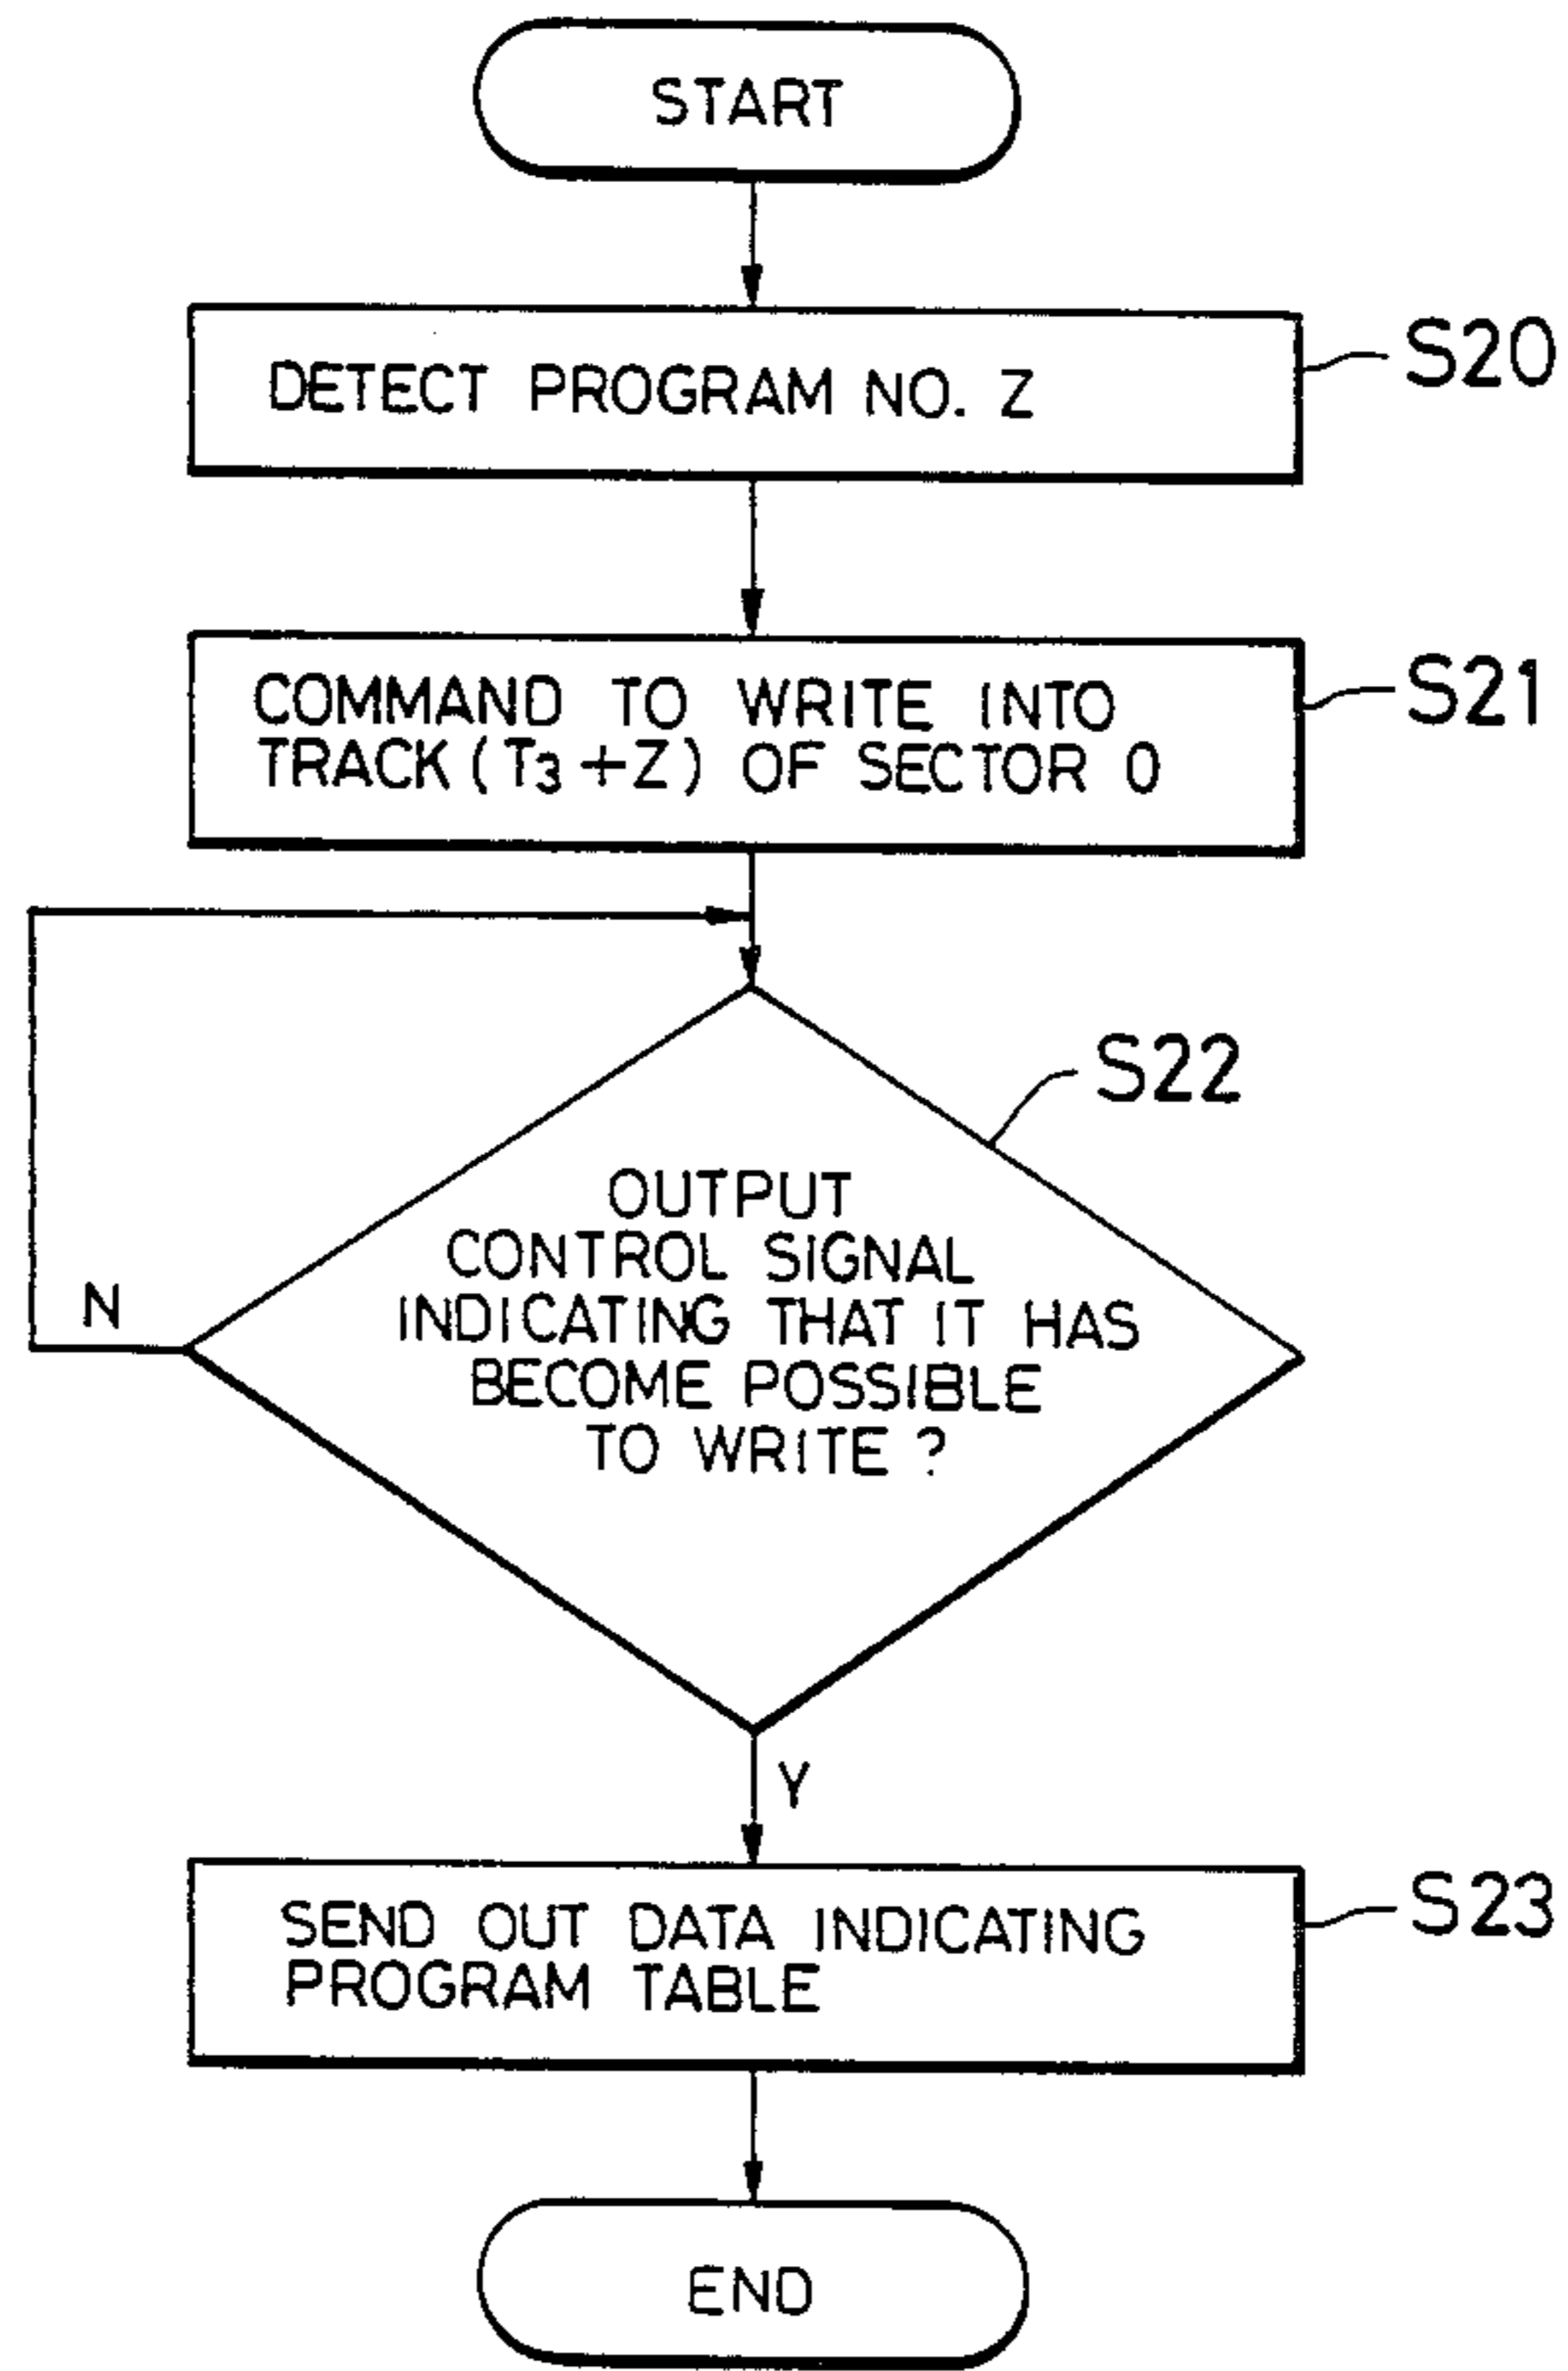 START
DETECT PROGRAM NO. Z
S20
COMMAND TO WRITE INTO
TRACK (T3+Z) OF SECTOR 0
S21
S22
OUTPUT
CONTROL SIGNAL
INDICATING THAT IT HAS
BECOME POSSIBLE
TO WRITE ?
N
Y
SEND OUT DATA INDICATING
PROGRAM TABLE
S23
END